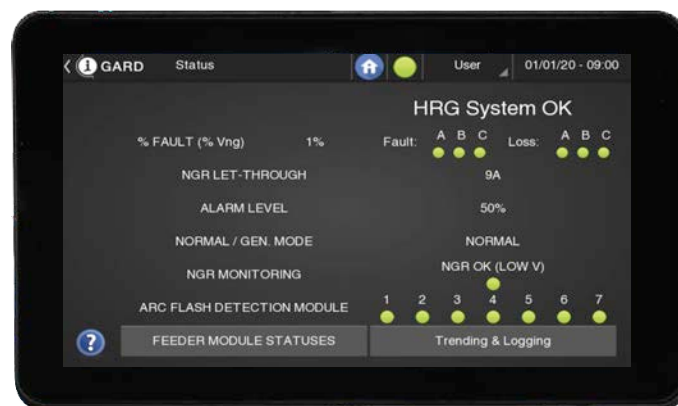 i GARD Status User 01/01/20 - 09:00
HRG System OK
% FAULT (% Vng) 1% Fault: A B C Loss: A B C
NGR LET-THROUGH 9A
ALARM LEVEL 50%
NORMAL / GEN. MODE NORMAL
NGR MONITORING NGR OK (LOW V)
ARC FLASH DETECTION MODULE 1 2 3 4 5 6 7
? FEEDER MODULE STATUSES Trending & Logging